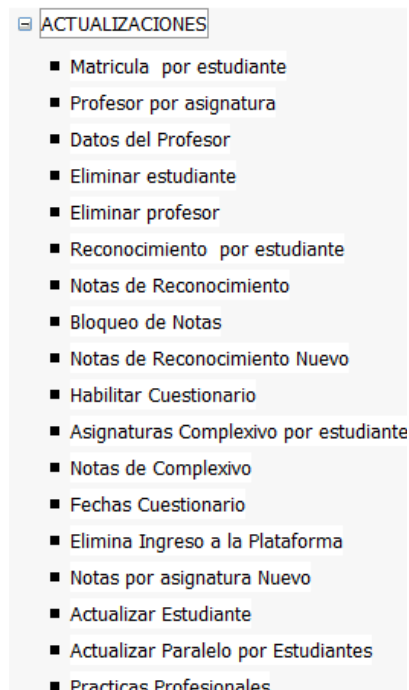 ACTUALIZACIONES
Matricula por estudiante
Profesor por asignatura
Datos del Profesor
Eliminar estudiante
Eliminar profesor
Reconocimiento por estudiante
Notas de Reconocimiento
Bloqueo de Notas
Notas de Reconocimiento Nuevo
Habilitar Cuestionario
Asignaturas Complexivo por estudiante
Notas de Complexivo
Fechas Cuestionario
Elimina Ingreso a la Plataforma
Notas por asignatura Nuevo
Actualizar Estudiante
Actualizar Paralelo por Estudiantes
Practicas Profesionales